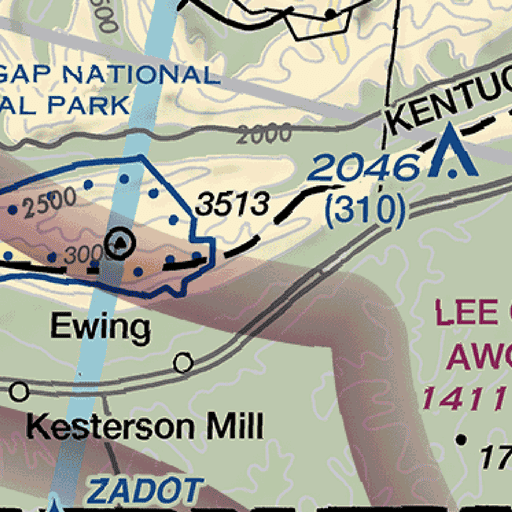 500
GAP NATIONAL
AL PARK
2000
KENTUC
2046
(310)
2500
3513
3000
Ewing
LEE
AWO
1411
Kesterson Mill
17
ZADOT